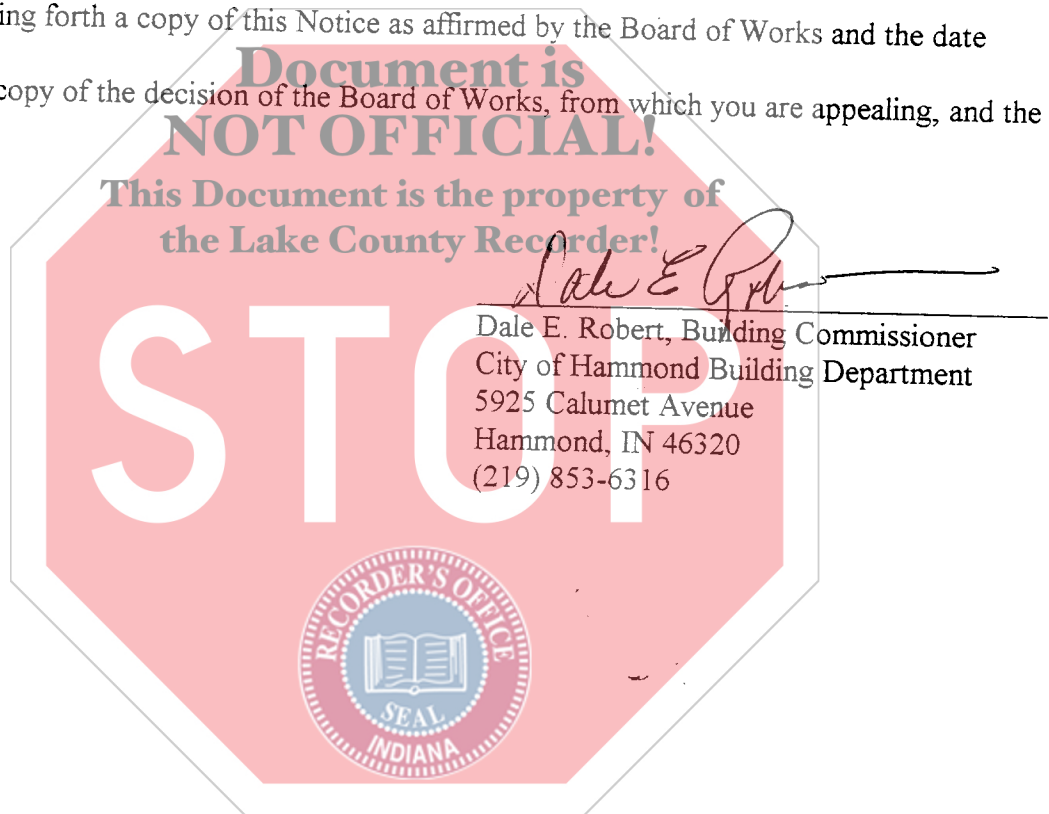 ing forth a copy of this Notice as affirmed by the Board of Works and the date
Document is
copy of the decision of the Board of Works, from which you are appealing, and the
NOT OFFICIAL!
This Document is the property of
the Lake County Recorder!
Dale E
STOP
Dale E. Robert, Building Commissioner
City of Hammond Building Department
5925 Calumet Avenue
Hammond, IN 46320
(219) 853-6316
RECORDER'S OFFICE
SEAL
INDIANA